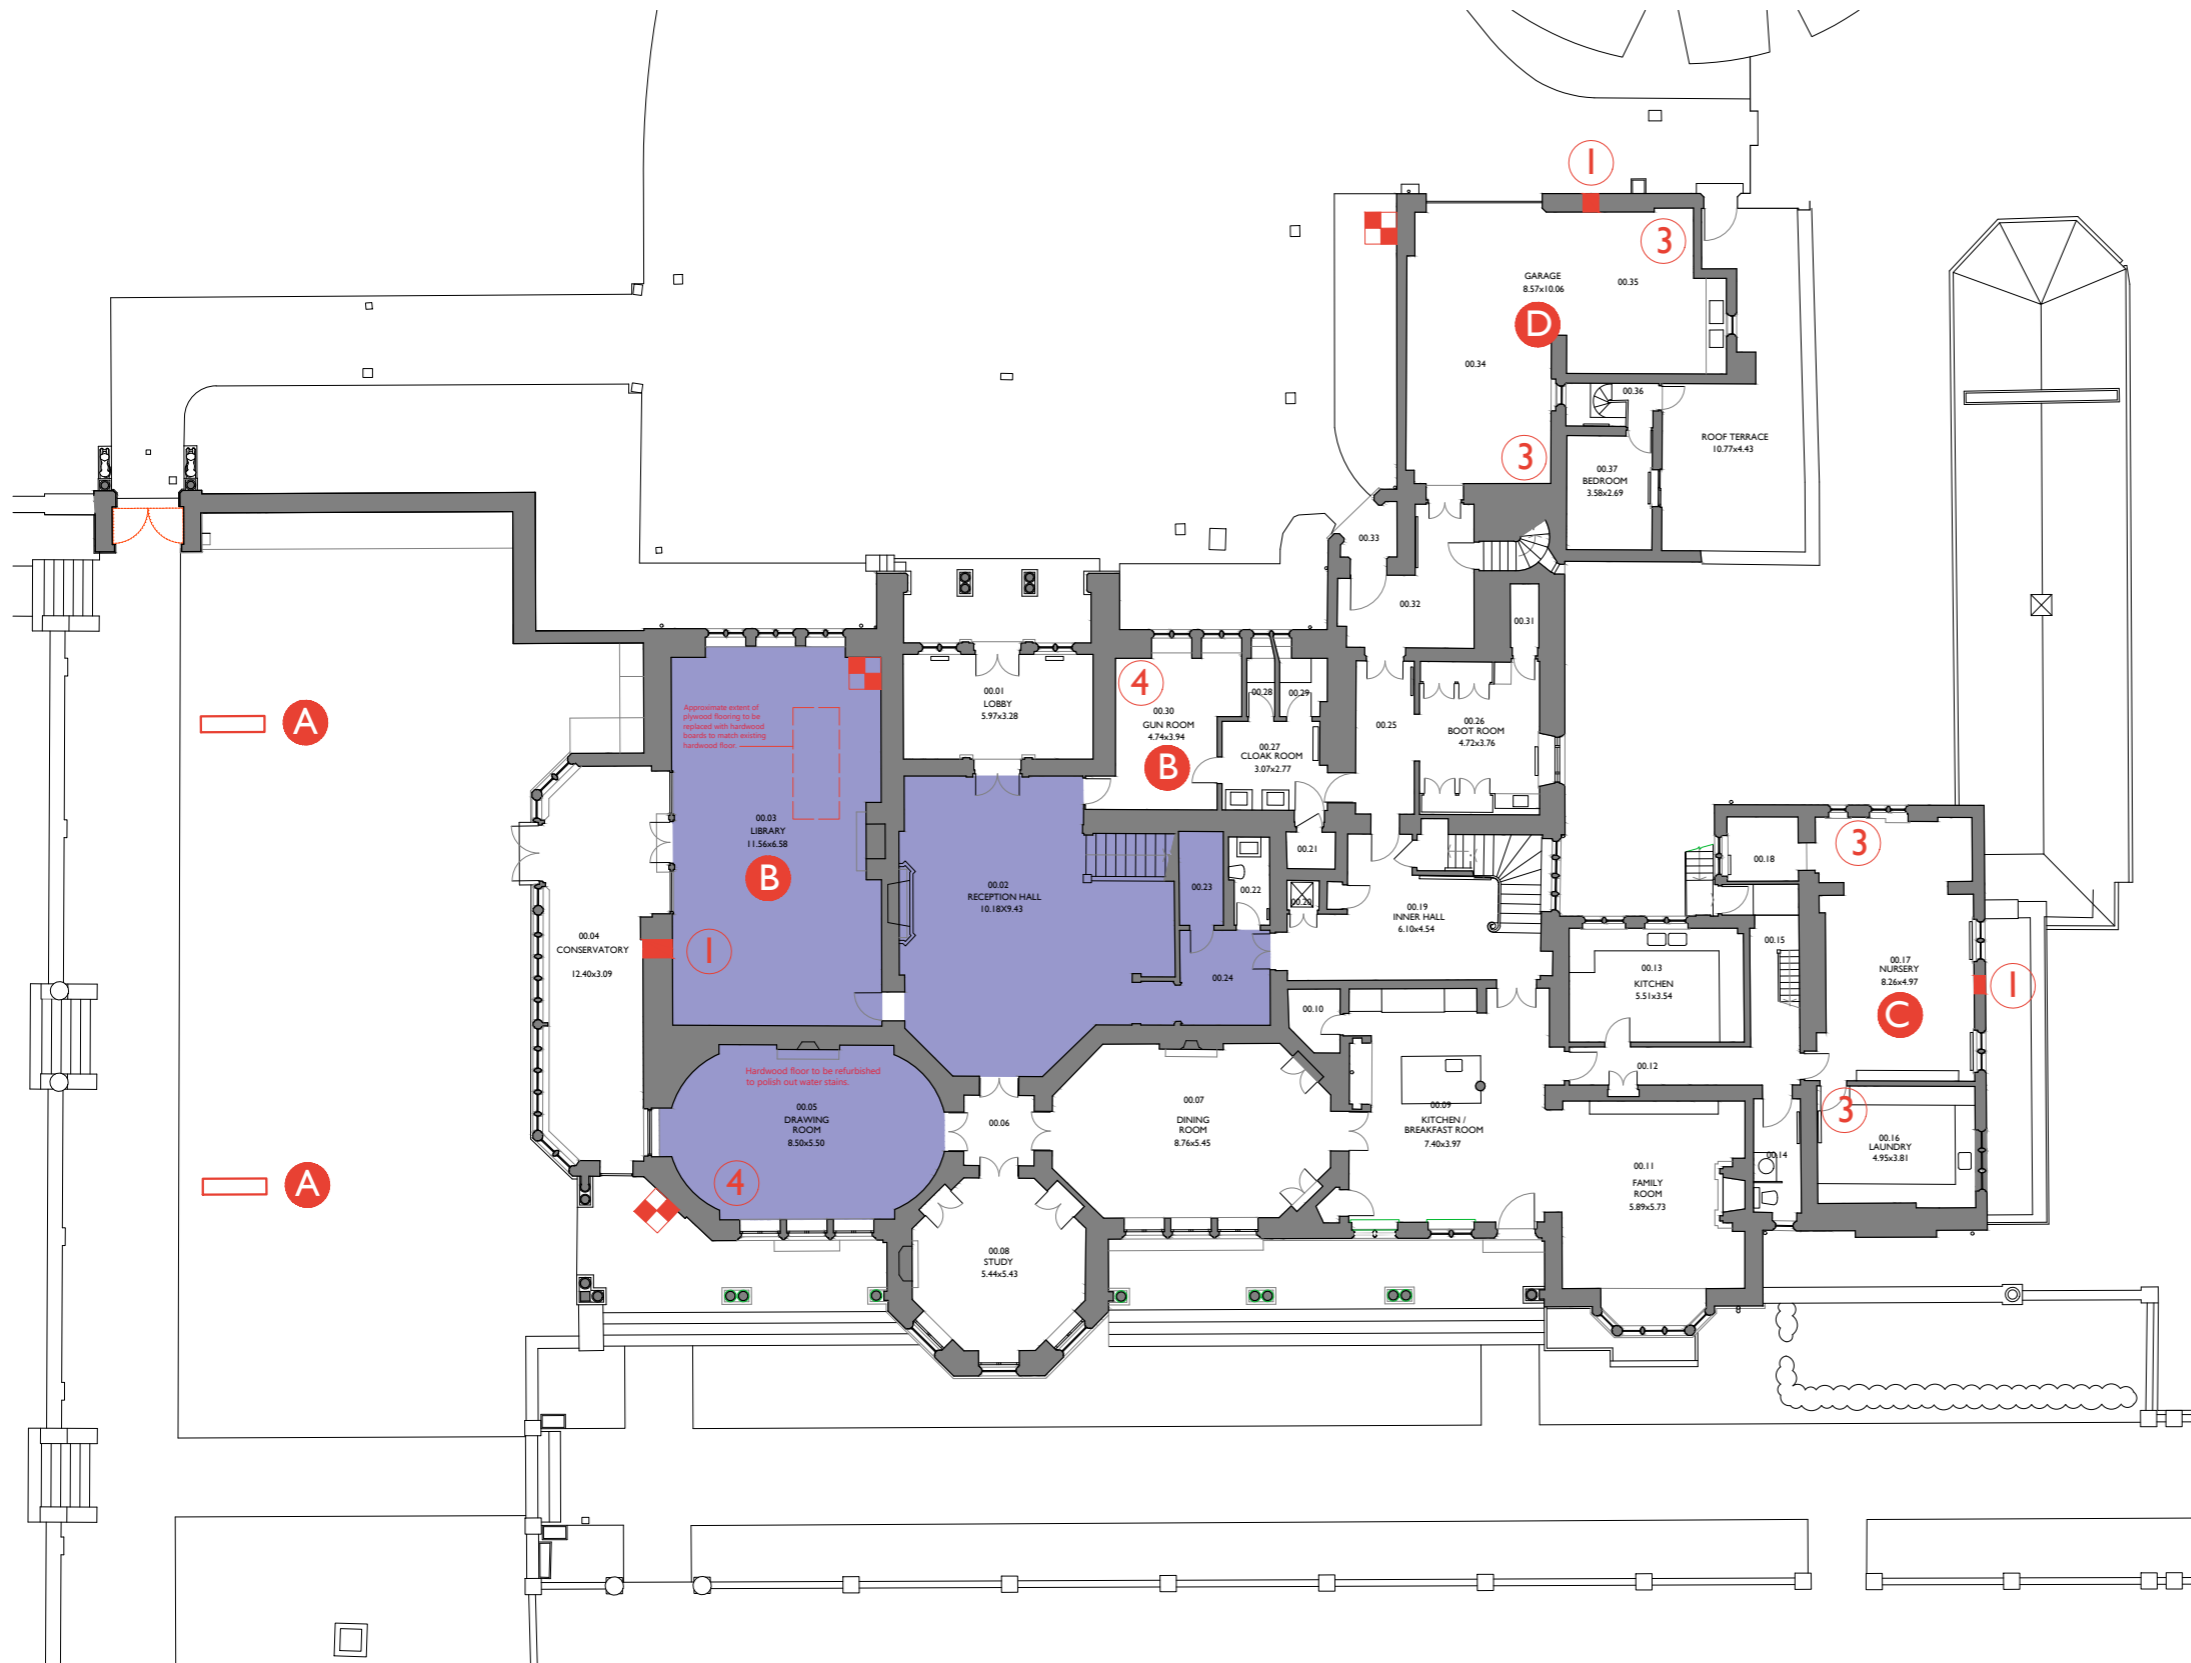 1
3
GARAGE
8.57x10.06
00.35
D
00.34
00.36
3
ROOF TERRACE
10.77x4.43
00.37
BEDROOM
3.58x2.69
00.33
00.32
00.31
A
Approximate extent of
plywood flooring to be
replaced with hardwood
boards to match existing
hardwood floor.
00.01
LOBBY
5.97x3.28
4
00.30
GUN ROOM
4.74x3.94
B
00.28
00.29
00.27
CLOAK ROOM
3.07x2.77
00.25
00.26
BOOT ROOM
4.72x3.76
00.03
LIBRARY
11.56x6.58
B
00.21
00.18
3
00.02
RECEPTION HALL
10.18X9.43
00.23
00.22
00.20
00.19
INNER HALL
6.10x4.54
00.04
CONSERVATORY
12.40x3.09
1
00.24
00.15
00.13
KITCHEN
5.51x3.54
00.17
NURSERY
8.26x4.97
C
1
00.10
00.12
Hardwood floor to be refurbished
to polish out water stains.
00.05
DRAWING
ROOM
8.50x5.50
4
00.06
00.07
DINING
ROOM
8.76x5.45
00.09
KITCHEN /
BREAKFAST ROOM
7.40x3.97
3
00.16
LAUNDRY
4.95x3.81
00.14
00.11
FAMILY
ROOM
5.89x5.73
A
00.08
STUDY
5.44x5.43